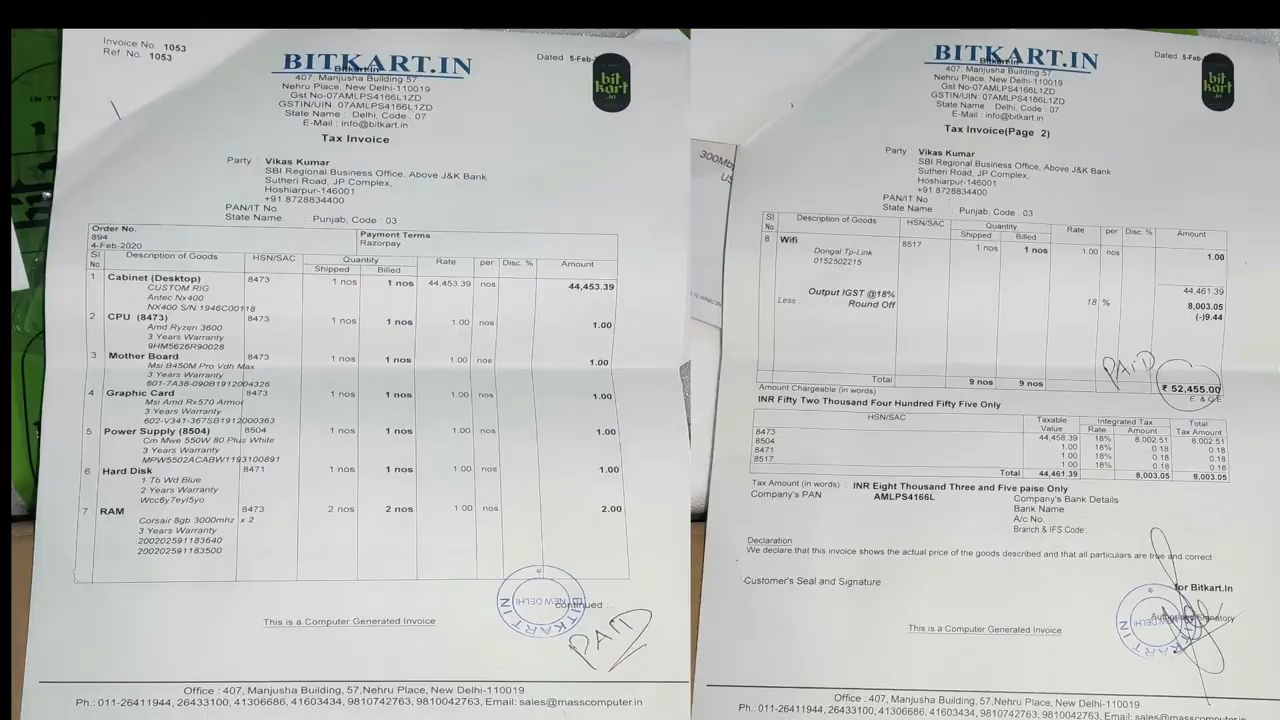 Invoice No 1053
Ref. No. 1053
BITKART.IN
Dated 5-Feb-
bit
kart
.in
Bitkart.In
407, Manjusha Building 57
Nehru Place, New Delhi-110019
Gst No -07AMLPS4166L1ZD
GSTIN/UIN: 07AMLPS4166L1ZD
State Name : Delhi, Code : 07
E-Mail : info@bitkart.in
Tax Invoice
Party : Vikas Kumar
SBI Regional Business Office, Above J&K Bank
Sutheri Road, JP Complex,
Hoshiarpur-146001
+91 8728834400
PAN/IT No
State Name : Punjab, Code : 03
Order No.
894
4-Feb-2020
Payment Terms
Razorpay
Sl No. Description of Goods HSN/SAC Quantity Shipped Billed Rate per Disc. % Amount
1 Cabinet (Desktop) 8473 1 nos 1 nos 44,453.39 nos 44,453.39
CUSTOM RIG
Antec Nx400
NX400 S/N:1946C00118
2 CPU (8473) 8473 1 nos 1 nos 1.00 nos 1.00
Amd Ryzen 3600
3 Years Warranty
9HM5626R90028
3 Mother Board 8473 1 nos 1 nos 1.00 nos 1.00
Msi B450M Pro Vdh Max
3 Years Warranty
601-7A38-090B1912004326
4 Graphic Card 8473 1 nos 1 nos 1.00 nos 1.00
Msi Amd Rx570 Armor
3 Years Warranty
602-V341-367SB1912000363
5 Power Supply (8504) 8504 1 nos 1 nos 1.00 nos 1.00
Cm Mwe 550W 80 Plus White
3 Years Warranty
MPW5502ACABW1193100891
6 Hard Disk 8471 1 nos 1 nos 1.00 nos 1.00
1 Tb Wd Blue
2 Years Warranty
Wcc6y7eyl5yo
7 RAM 8473 2 nos 2 nos 1.00 nos 2.00
Corsair 8gb 3000mhz x 2
3 Years Warranty
200202591183640
200202591183500
continued ...
BITKART.IN NEW DELHI
PAID
This is a Computer Generated Invoice
Office : 407, Manjusha Building, 57,Nehru Place, New Delhi-110019
Ph.: 011-26411944, 26433100, 41306686, 41603434, 9810742763, 9810762763, Email: sales@masscomputer.in
300Mb
US
BITKART.IN
Dated 5-Feb-
bit
kart
.in
Bitkart.In
407, Manjusha Building 57
Nehru Place, New Delhi-110019
Gst No -07AMLPS4166L1ZD
GSTIN/UIN: 07AMLPS4166L1ZD
State Name : Delhi, Code : 07
E-Mail : info@bitkart.in
Tax Invoice(Page 2)
Party : Vikas Kumar
SBI Regional Business Office, Above J&K Bank
Sutheri Road, JP Complex,
Hoshiarpur-146001
+91 8728834400
PAN/IT No
State Name : Punjab, Code : 03
Sl No. Description of Goods HSN/SAC Quantity Shipped Billed Rate per Disc. % Amount
8 Wifi 8517 1 nos 1 nos 1.00 nos 1.00
Dongal Tp-Link
0152502215
44,461.39
Output IGST @18% 18 % 8,003.05
Less : Round Off (-)9.44
PAID
Total 9 nos 9 nos ₹ 52,455.00
Amount Chargeable (in words) E & OE
INR Fifty Two Thousand Four Hundred Fifty Five Only
HSN/SAC Taxable Value Integrated Tax Rate Amount Total Tax Amount
8473 44,458.39 18% 8,002.51 8,002.51
8504 1.00 18% 0.18 0.18
8471 1.00 18% 0.18 0.18
8517 1.00 18% 0.18 0.18
Total 44,461.39 8,003.05 8,003.05
Tax Amount (in words) : INR Eight Thousand Three and Five paise Only
Company's PAN AMLPS4166L
Company's Bank Details
Bank Name
A/c No.
Branch & IFS Code:
Declaration
We declare that this invoice shows the actual price of the goods described and that all particulars are true and correct
Customer's Seal and Signature
for Bitkart.In
BITKART.IN NEW DELHI
Authorised Signatory
This is a Computer Generated Invoice
Office : 407, Manjusha Building, 57,Nehru Place, New Delhi-110019
Ph.: 011-26411944, 26433100, 41306686, 41603434, 9810742763, 9810762763, Email: sales@masscomputer.in